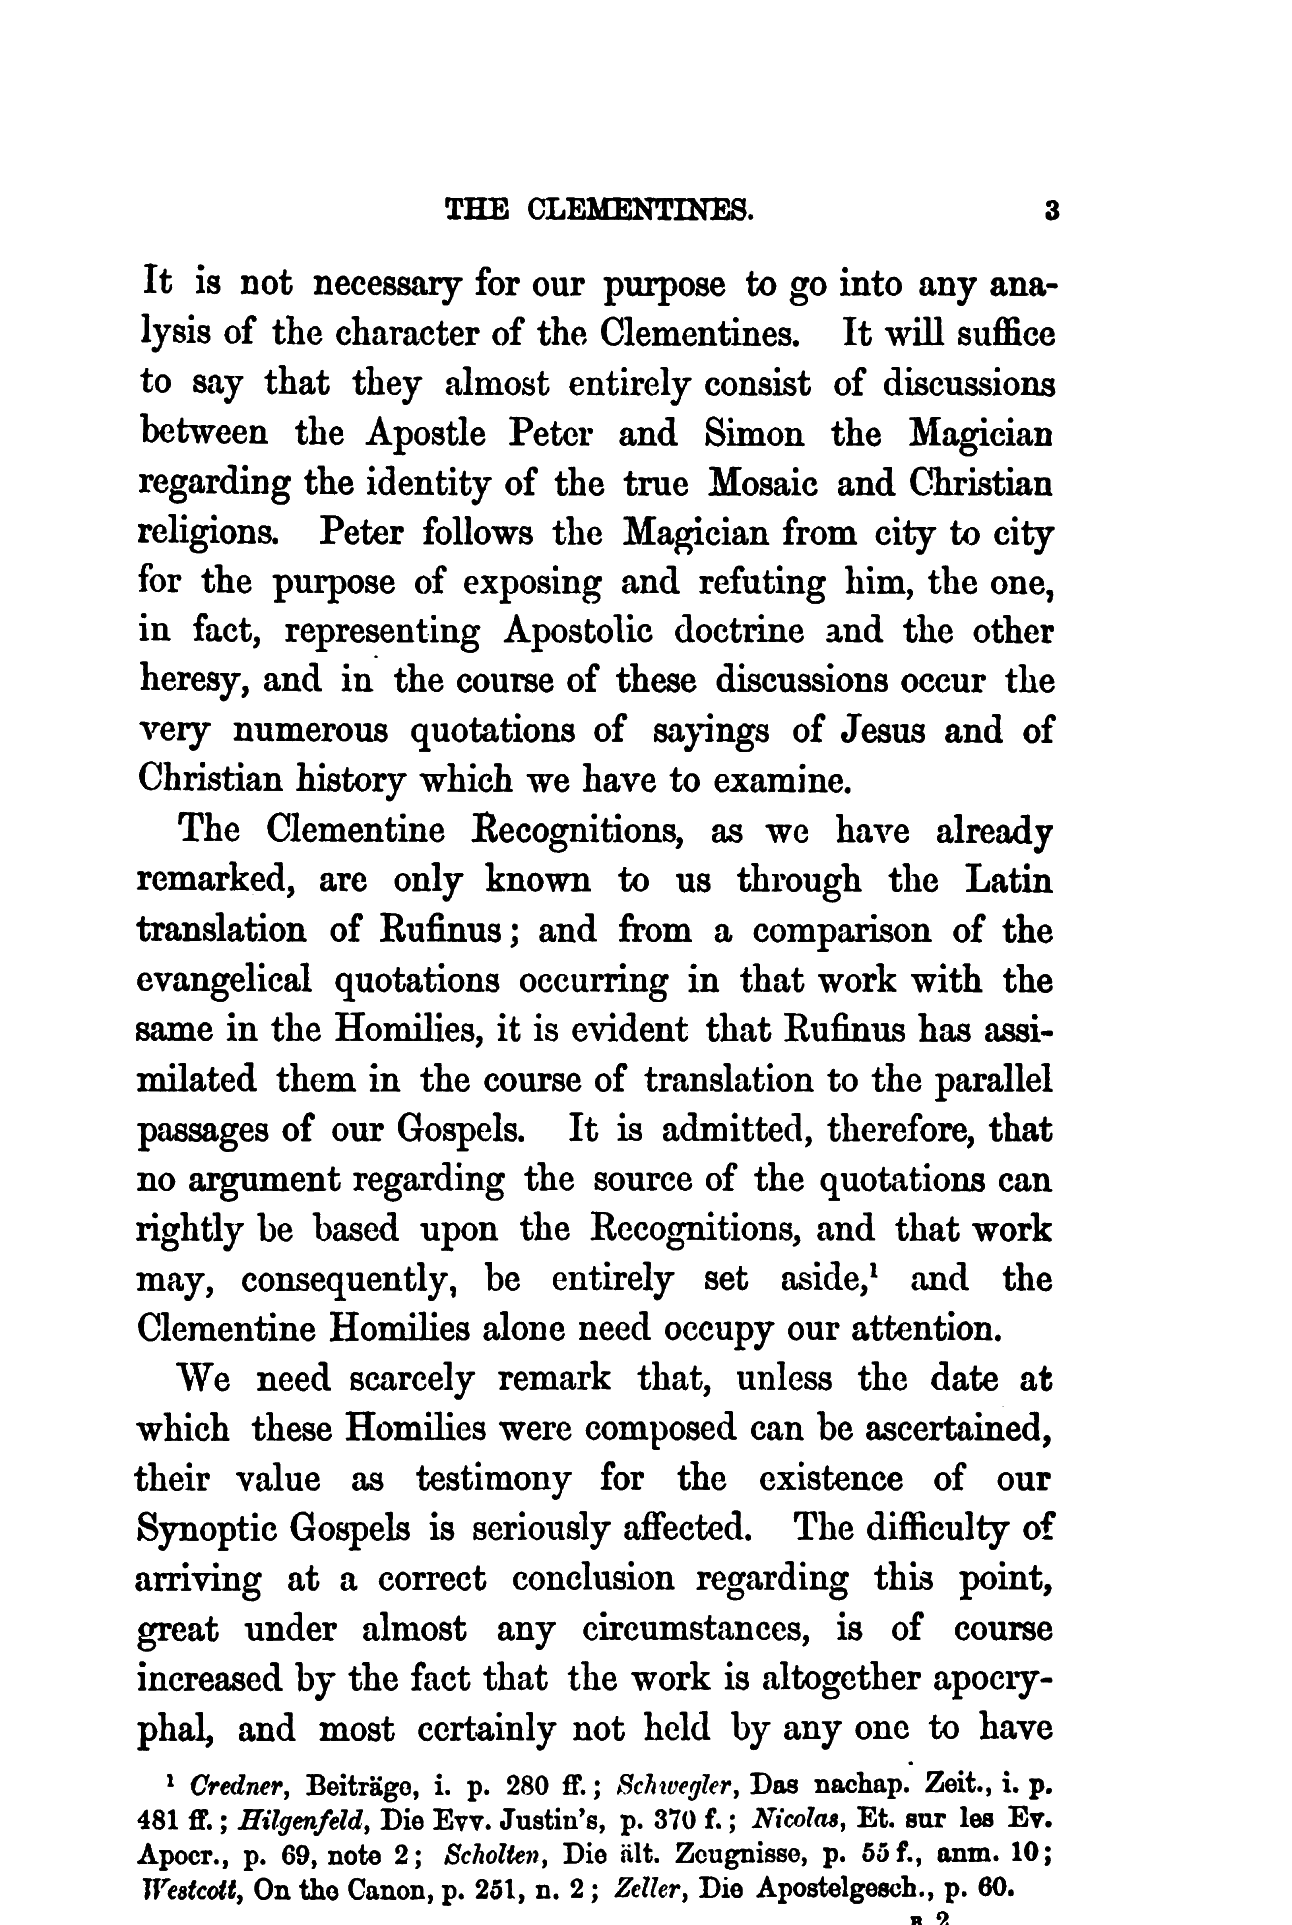 THE CLEMENTINES. 3
It is not necessary for our purpose to go into any ana-
lysis of the character of the Clementines. It will suffice
to say that they almost entirely consist of discussions
between the Apostle Peter and Simon the Magician
regarding the identity of the true Mosaic and Christian
religions. Peter follows the Magician from city to city
for the purpose of exposing and refuting him, the one,
in fact, representing Apostolic doctrine and the other
heresy, and in the course of these discussions occur the
very numerous quotations of sayings of Jesus and of
Christian history which we have to examine.
The Clementine Recognitions, as we have already
remarked, are only known to us through the Latin
translation of Rufinus; and from a comparison of the
evangelical quotations occurring in that work with the
same in the Homilies, it is evident that Rufinus has assi-
milated them in the course of translation to the parallel
passages of our Gospels. It is admitted, therefore, that
no argument regarding the source of the quotations can
rightly be based upon the Recognitions, and that work
may, consequently, be entirely set aside,¹ and the
Clementine Homilies alone need occupy our attention.
We need scarcely remark that, unless the date at
which these Homilies were composed can be ascertained,
their value as testimony for the existence of our
Synoptic Gospels is seriously affected. The difficulty of
arriving at a correct conclusion regarding this point,
great under almost any circumstances, is of course
increased by the fact that the work is altogether apocry-
phal, and most certainly not held by any one to have
¹ Credner, Beiträge, i. p. 280 ff.; Schwegler, Das nachap. Zeit., i. p.
481 ff.; Hilgenfeld, Die Evv. Justin's, p. 370 f.; Nicolas, Et. sur les Ev.
Apocr., p. 69, note 2; Scholten, Die ält. Zeugnisse, p. 55 f., anm. 10;
Westcott, On the Canon, p. 251, n. 2; Zeller, Die Apostelgesch., p. 60.
B 2